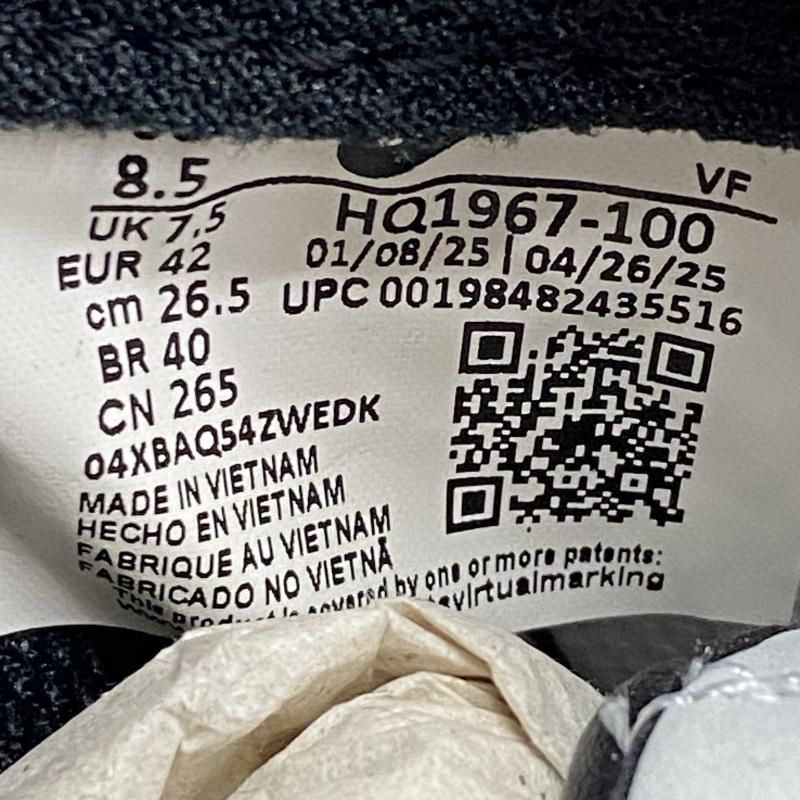 8.5
VF
UK 7.5
HQ1967-100
EUR 42
01/08/25 | 04/26/25
cm 26.5
UPC 00198482435516
BR 40
CN 265
04XBAQ54ZWEDK
MADE IN VIETNAM
HECHO EN VIETNAM
FABRIQUE AU VIETNAM
FABRICADO NO VIETNÃ
This product is covered by one or more patents: